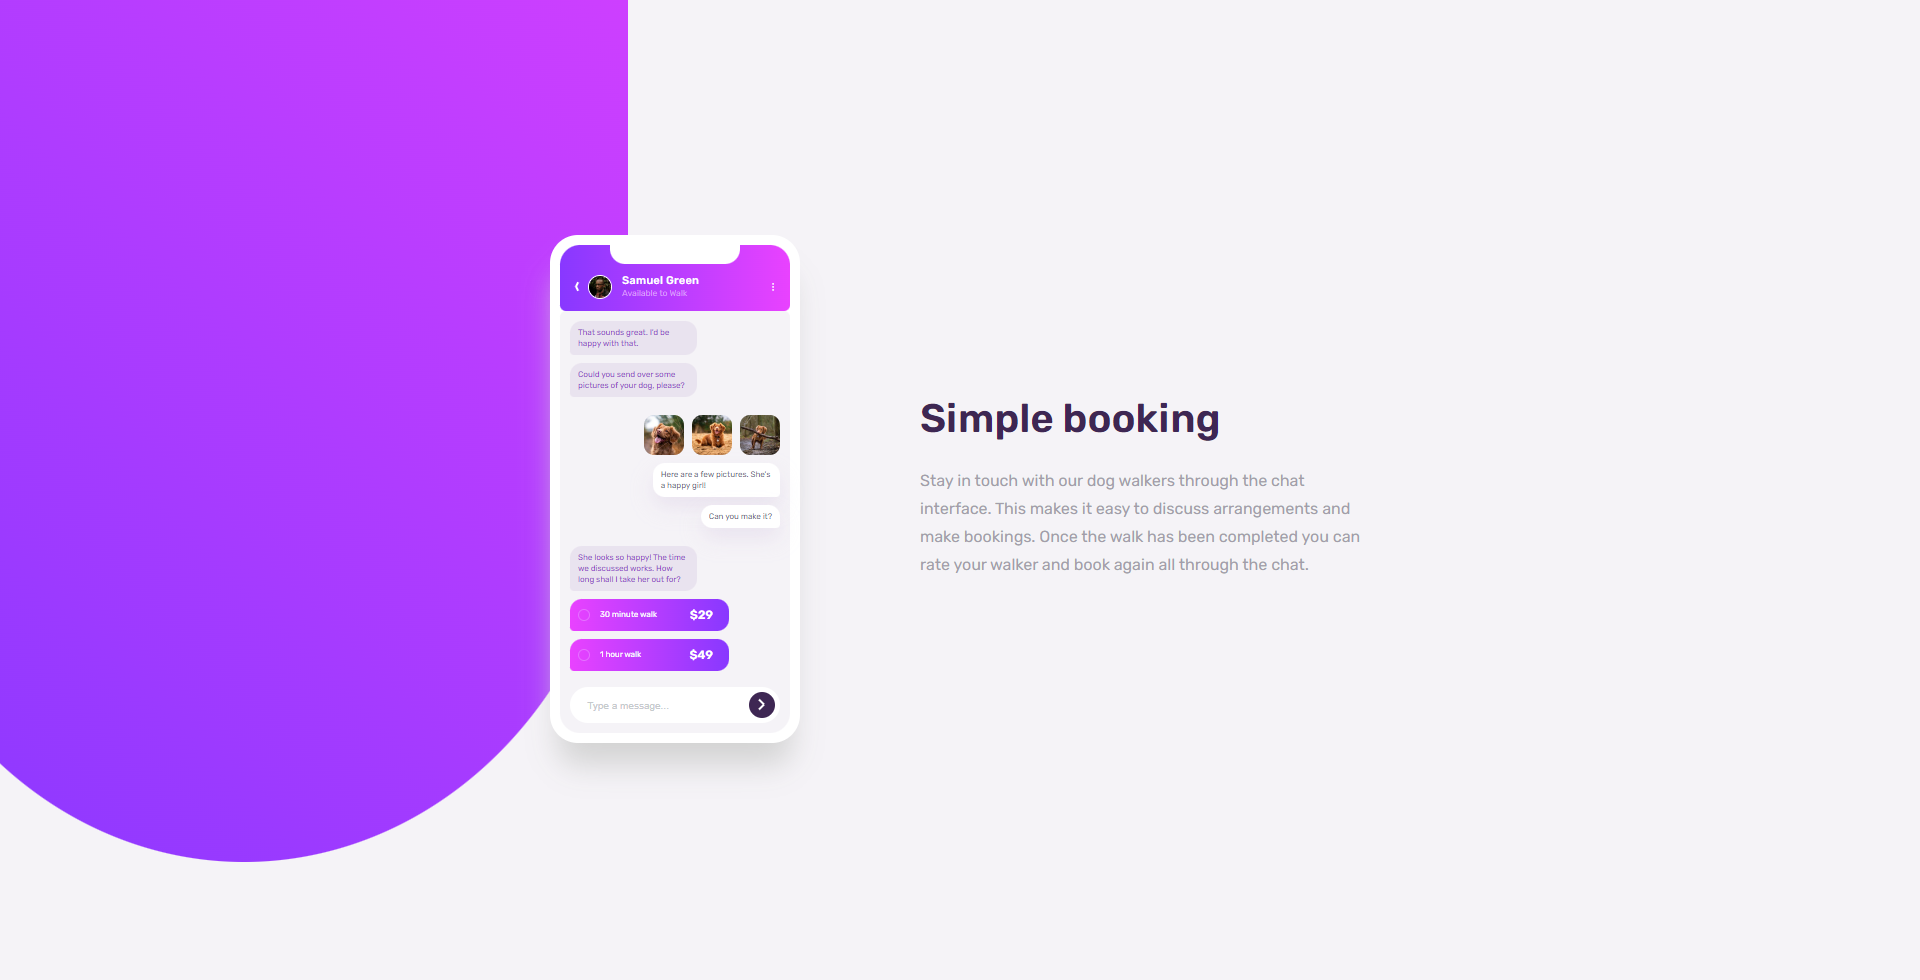 Samuel Green
Available to Walk
That sounds great. I'd be
happy with that.
Could you send over some
pictures of your dog, please?
Here are a few pictures. She's
a happy girl!
Can you make it?
She looks so happy! The time
we discussed works. How
long shall I take her out for?
30 minute walk $29
1 hour walk $49
Type a message...
Simple booking
Stay in touch with our dog walkers through the chat
interface. This makes it easy to discuss arrangements and
make bookings. Once the walk has been completed you can
rate your walker and book again all through the chat.